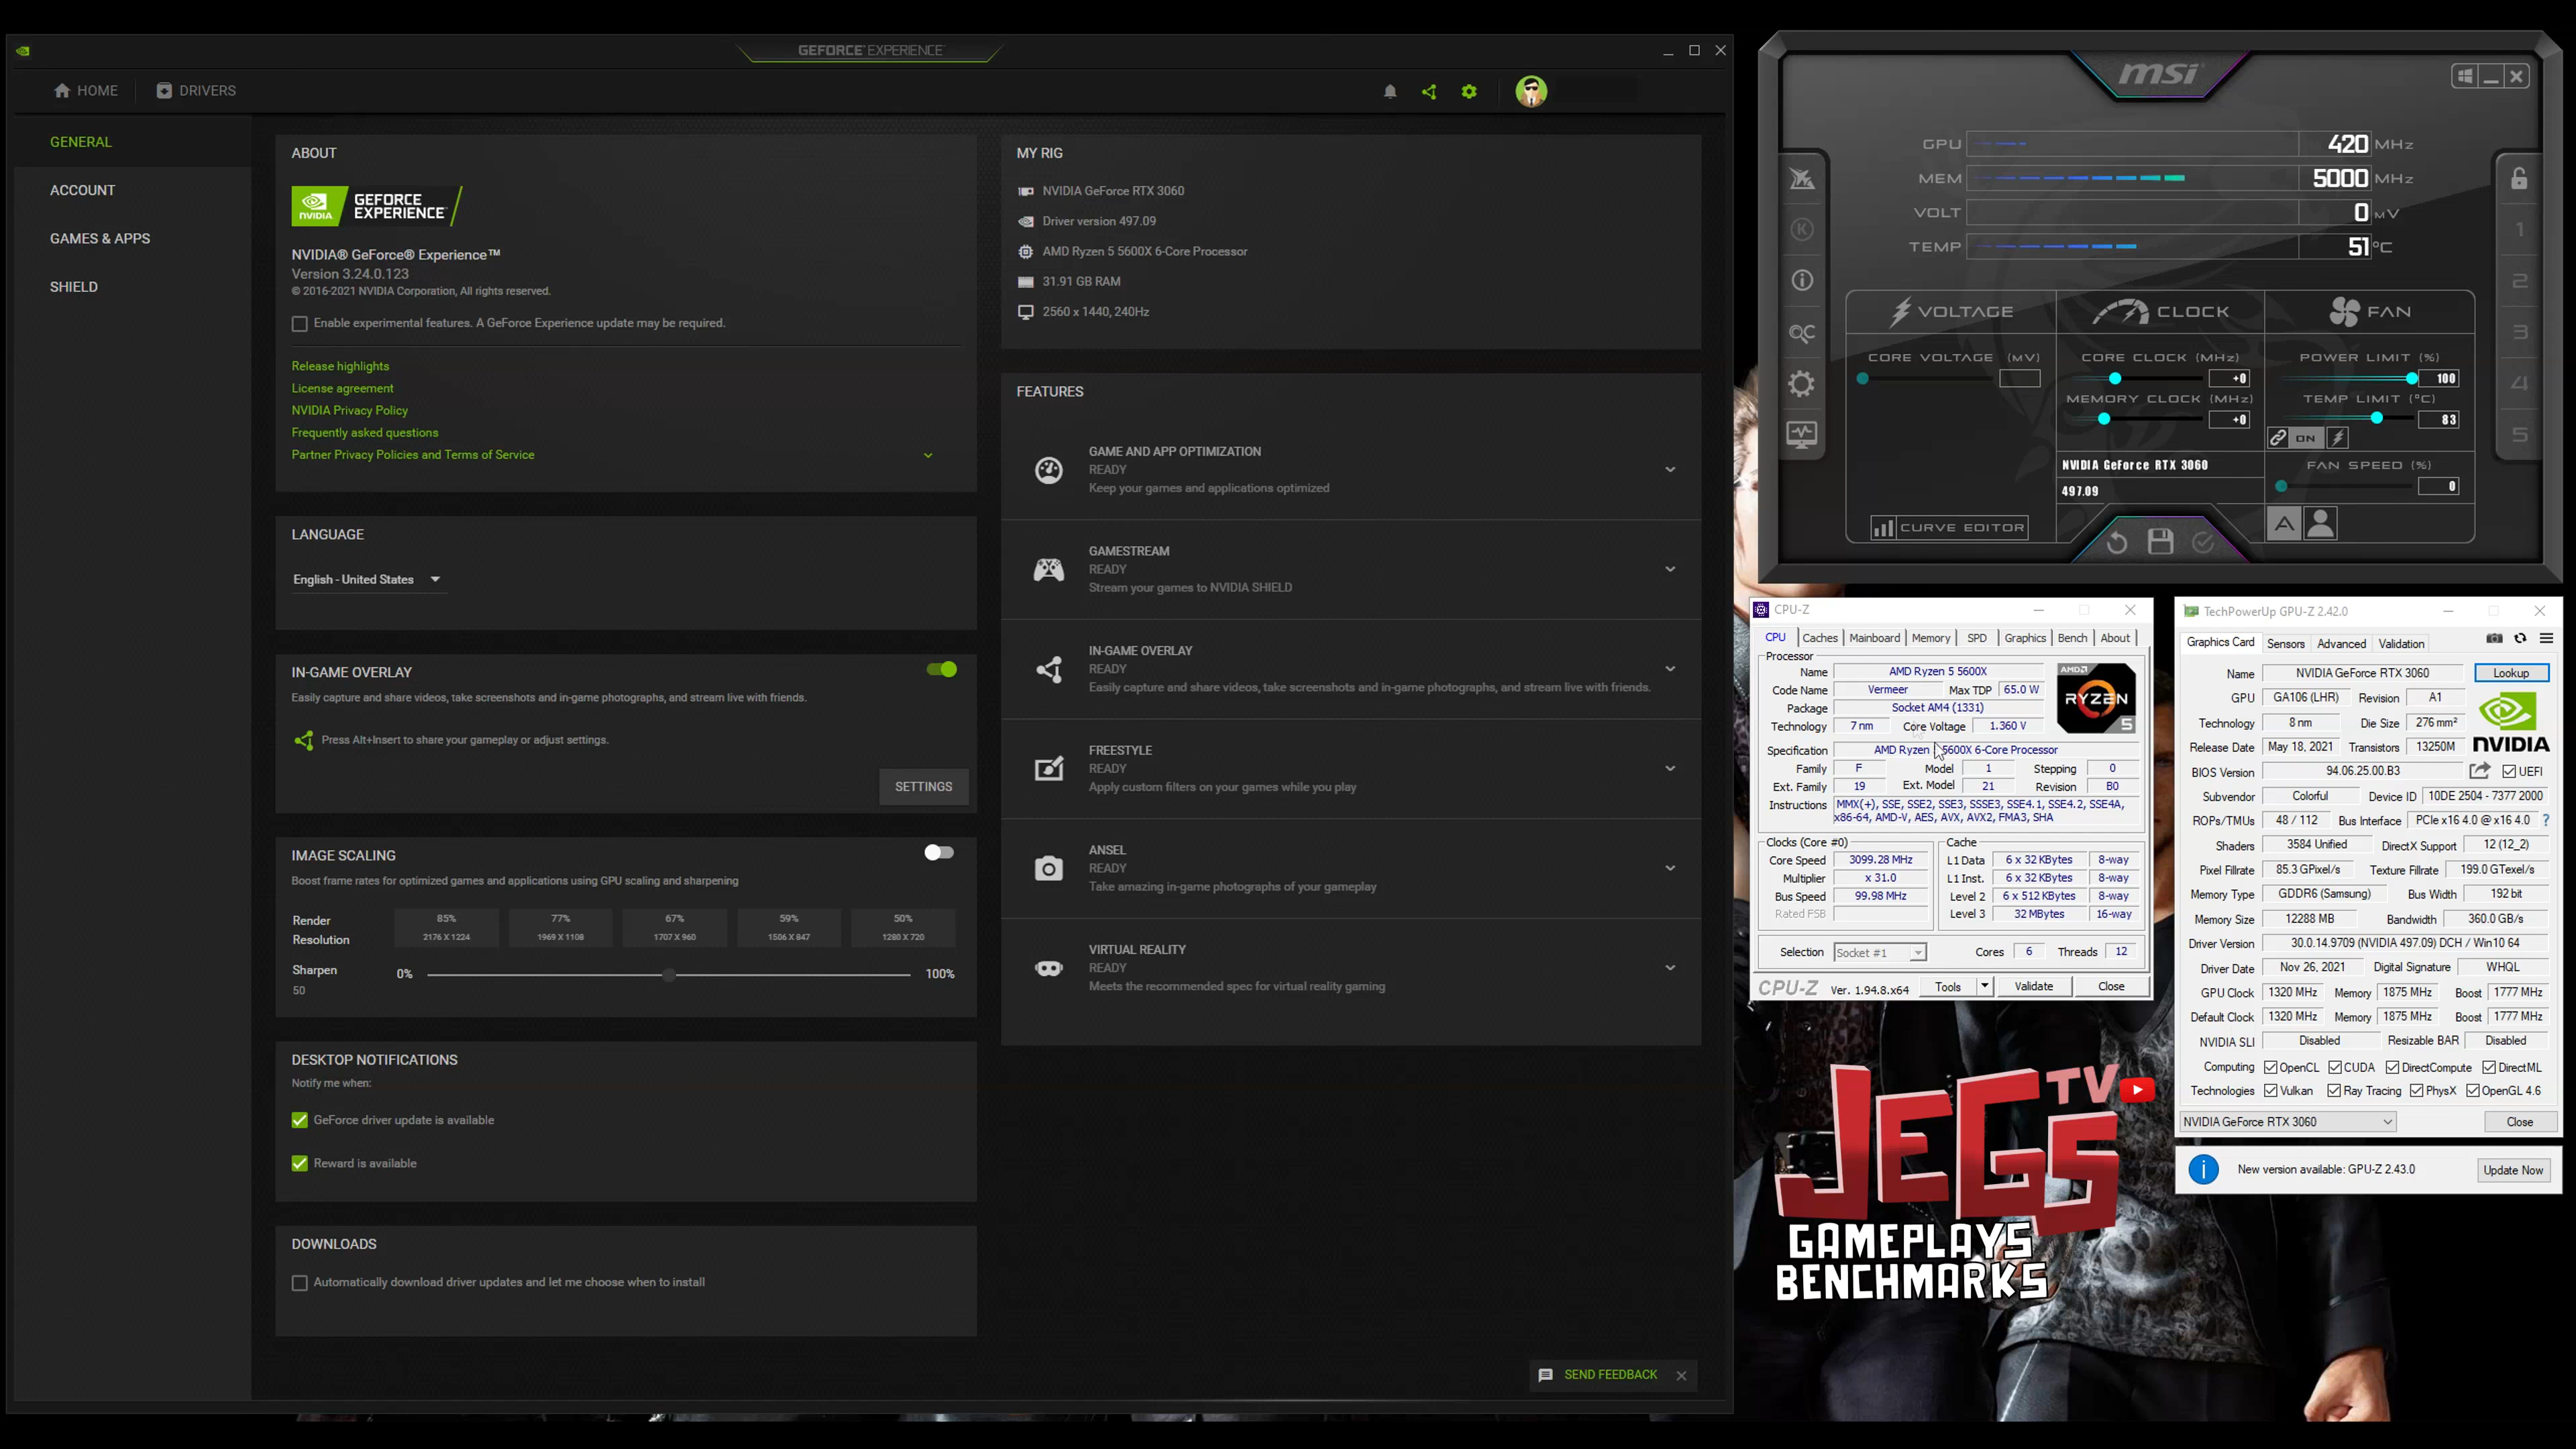 GEFORCE EXPERIENCE
HOME
DRIVERS
GENERAL
ACCOUNT
GAMES & APPS
SHIELD
ABOUT
NVIDIA GEFORCE EXPERIENCE
NVIDIA® GeForce® Experience™
Version 3.24.0.123
© 2016-2021 NVIDIA Corporation, All rights reserved.
Enable experimental features. A GeForce Experience update may be required.
Release highlights
License agreement
NVIDIA Privacy Policy
Frequently asked questions
Partner Privacy Policies and Terms of Service
LANGUAGE
English - United States
IN-GAME OVERLAY
Easily capture and share videos, take screenshots and in-game photographs, and stream live with friends.
Press Alt+Insert to share your gameplay or adjust settings.
SETTINGS
IMAGE SCALING
Boost frame rates for optimized games and applications using GPU scaling and sharpening
Render Resolution
85% 77% 67% 59% 50%
2176 X 1224 1969 X 1108 1707 X 960 1506 X 847 1280 X 720
Sharpen 0% 100%
50
DESKTOP NOTIFICATIONS
Notify me when:
GeForce driver update is available
Reward is available
DOWNLOADS
Automatically download driver updates and let me choose when to install
MY RIG
NVIDIA GeForce RTX 3060
Driver version 497.09
AMD Ryzen 5 5600X 6-Core Processor
31.91 GB RAM
2560 x 1440, 240Hz
FEATURES
GAME AND APP OPTIMIZATION
READY
Keep your games and applications optimized
GAMESTREAM
READY
Stream your games to NVIDIA SHIELD
IN-GAME OVERLAY
READY
Easily capture and share videos, take screenshots and in-game photographs, and stream live with friends.
FREESTYLE
READY
Apply custom filters on your games while you play
ANSEL
READY
Take amazing in-game photographs of your gameplay
VIRTUAL REALITY
READY
Meets the recommended spec for virtual reality gaming
SEND FEEDBACK
msi
GPU 420 MHz
MEM 5000 MHz
VOLT 0 mV
TEMP 51 °C
K
i
OC
1
2
3
4
5
VOLTAGE CLOCK FAN
CORE VOLTAGE (MV)
CORE CLOCK (MHz)
+0
MEMORY CLOCK (MHz)
+0
POWER LIMIT (%)
100
TEMP LIMIT (°C)
83
ON
NVIDIA GeForce RTX 3060
497.09
FAN SPEED (%)
0
CURVE EDITOR
A
CPU-Z
CPU Caches Mainboard Memory SPD Graphics Bench About
Processor
Name AMD Ryzen 5 5600X
Code Name Vermeer Max TDP 65.0 W
Package Socket AM4 (1331)
Technology 7 nm Core Voltage 1.360 V
AMD RYZEN 5
Specification AMD Ryzen 5 5600X 6-Core Processor
Family F Model 1 Stepping 0
Ext. Family 19 Ext. Model 21 Revision B0
Instructions MMX(+), SSE, SSE2, SSE3, SSSE3, SSE4.1, SSE4.2, SSE4A,
x86-64, AMD-V, AES, AVX, AVX2, FMA3, SHA
Clocks (Core #0)
Core Speed 3099.28 MHz
Multiplier x 31.0
Bus Speed 99.98 MHz
Rated FSB
Cache
L1 Data 6 x 32 KBytes 8-way
L1 Inst. 6 x 32 KBytes 8-way
Level 2 6 x 512 KBytes 8-way
Level 3 32 MBytes 16-way
Selection Socket #1 Cores 6 Threads 12
CPU-Z Ver. 1.94.8.x64 Tools Validate Close
TechPowerUp GPU-Z 2.42.0
Graphics Card Sensors Advanced Validation
Name NVIDIA GeForce RTX 3060 Lookup
GPU GA106 (LHR) Revision A1
Technology 8 nm Die Size 276 mm²
Release Date May 18, 2021 Transistors 13250M
NVIDIA
BIOS Version 94.06.25.00.B3 UEFI
Subvendor Colorful Device ID 10DE 2504 - 7377 2000
ROPs/TMUs 48 / 112 Bus Interface PCIe x16 4.0 @ x16 4.0 ?
Shaders 3584 Unified DirectX Support 12 (12_2)
Pixel Fillrate 85.3 GPixel/s Texture Fillrate 199.0 GTexel/s
Memory Type GDDR6 (Samsung) Bus Width 192 bit
Memory Size 12288 MB Bandwidth 360.0 GB/s
Driver Version 30.0.14.9709 (NVIDIA 497.09) DCH / Win10 64
Driver Date Nov 26, 2021 Digital Signature WHQL
GPU Clock 1320 MHz Memory 1875 MHz Boost 1777 MHz
Default Clock 1320 MHz Memory 1875 MHz Boost 1777 MHz
NVIDIA SLI Disabled Resizable BAR Disabled
Computing OpenCL CUDA DirectCompute DirectML
Technologies Vulkan Ray Tracing PhysX OpenGL 4.6
NVIDIA GeForce RTX 3060 Close
New version available: GPU-Z 2.43.0 Update Now
JEGS TV
GAMEPLAYS
BENCHMARKS